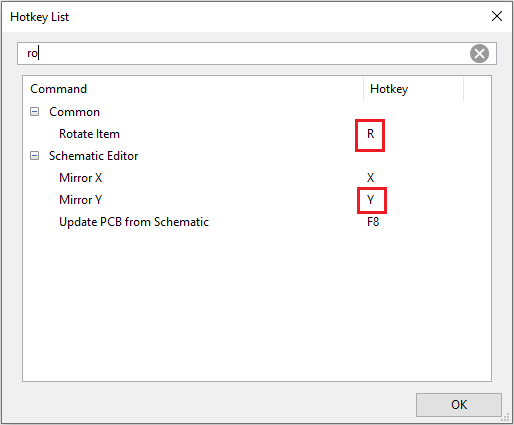 Hotkey List
ro
Command Hotkey
Common
Rotate Item R
Schematic Editor
Mirror X X
Mirror Y Y
Update PCB from Schematic F8
OK